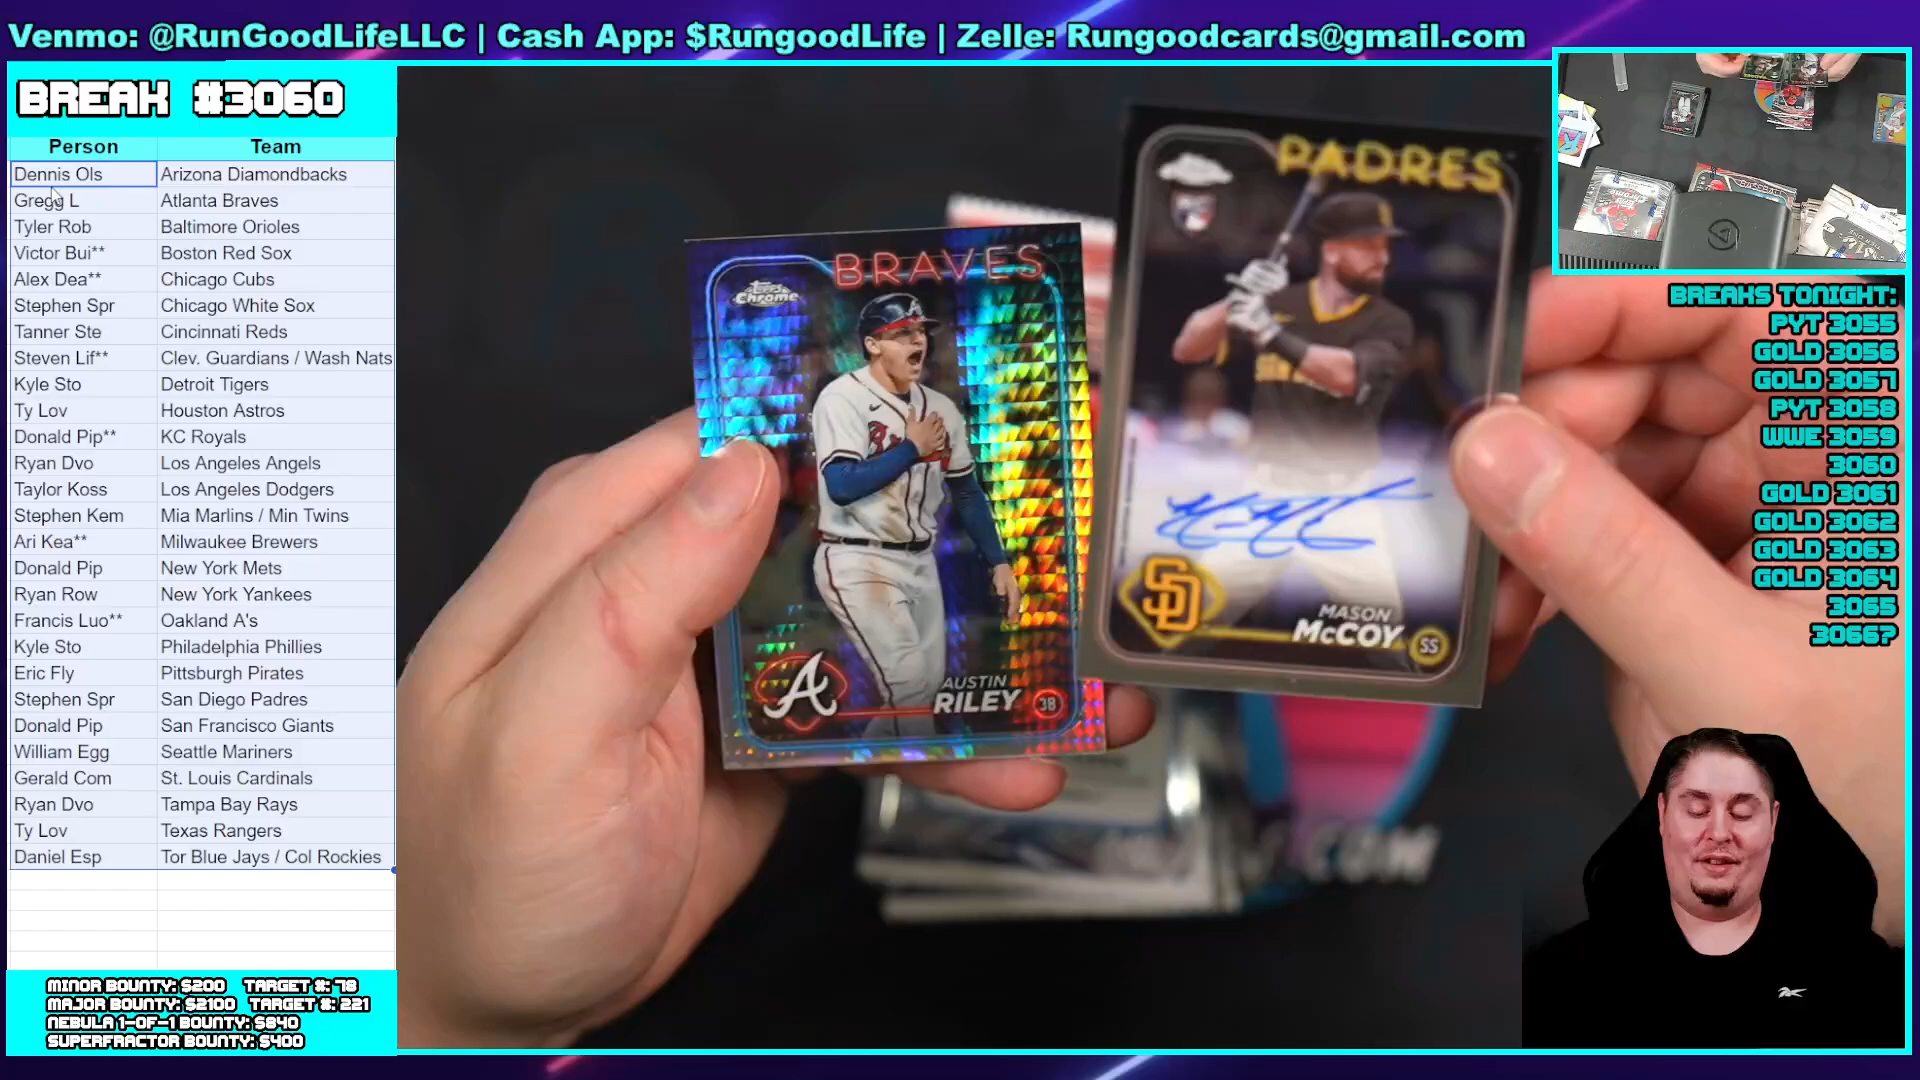 Venmo: @RunGoodLifeLLC | Cash App: $RungoodLife | Zelle: Rungoodcards@gmail.com
BREAK #3060
Person Team
Dennis Ols Arizona Diamondbacks
Gregg L Atlanta Braves
Tyler Rob Baltimore Orioles
Victor Bui** Boston Red Sox
Alex Dea** Chicago Cubs
Stephen Spr Chicago White Sox
Tanner Ste Cincinnati Reds
Steven Lif** Clev. Guardians / Wash Nats
Kyle Sto Detroit Tigers
Ty Lov Houston Astros
Donald Pip** KC Royals
Ryan Dvo Los Angeles Angels
Taylor Koss Los Angeles Dodgers
Stephen Kem Mia Marlins / Min Twins
Ari Kea** Milwaukee Brewers
Donald Pip New York Mets
Ryan Row New York Yankees
Francis Luo** Oakland A's
Kyle Sto Philadelphia Phillies
Eric Fly Pittsburgh Pirates
Stephen Spr San Diego Padres
Donald Pip San Francisco Giants
William Egg Seattle Mariners
Gerald Com St. Louis Cardinals
Ryan Dvo Tampa Bay Rays
Ty Lov Texas Rangers
Daniel Esp Tor Blue Jays / Col Rockies
MINOR BOUNTY: $200 TARGET #: 78
MAJOR BOUNTY: $2100 TARGET #: 221
NEBULA 1-OF-1 BOUNTY: $840
SUPERFRACTOR BOUNTY: $400
BRAVES
Topps Chrome
A
AUSTIN
RILEY 3B
PADRES
Chrome
RC
SD
MASON
McCOY SS
.COM
BREAKS TONIGHT:
PYT 3055
GOLD 3056
GOLD 3057
PYT 3058
WWE 3059
3060
GOLD 3061
GOLD 3062
GOLD 3063
GOLD 3064
3065
3066?